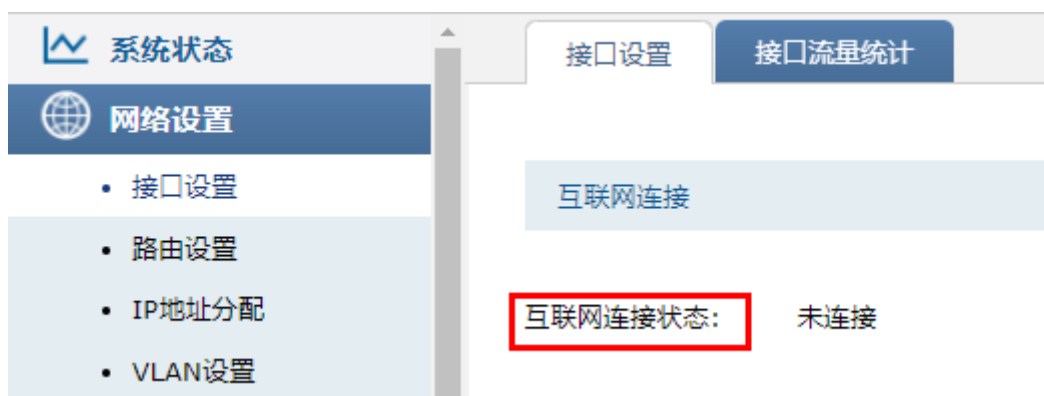 系统状态
网络设置
接口设置
路由设置
IP地址分配
VLAN设置
接口设置
接口流量统计
互联网连接
互联网连接状态: 未连接